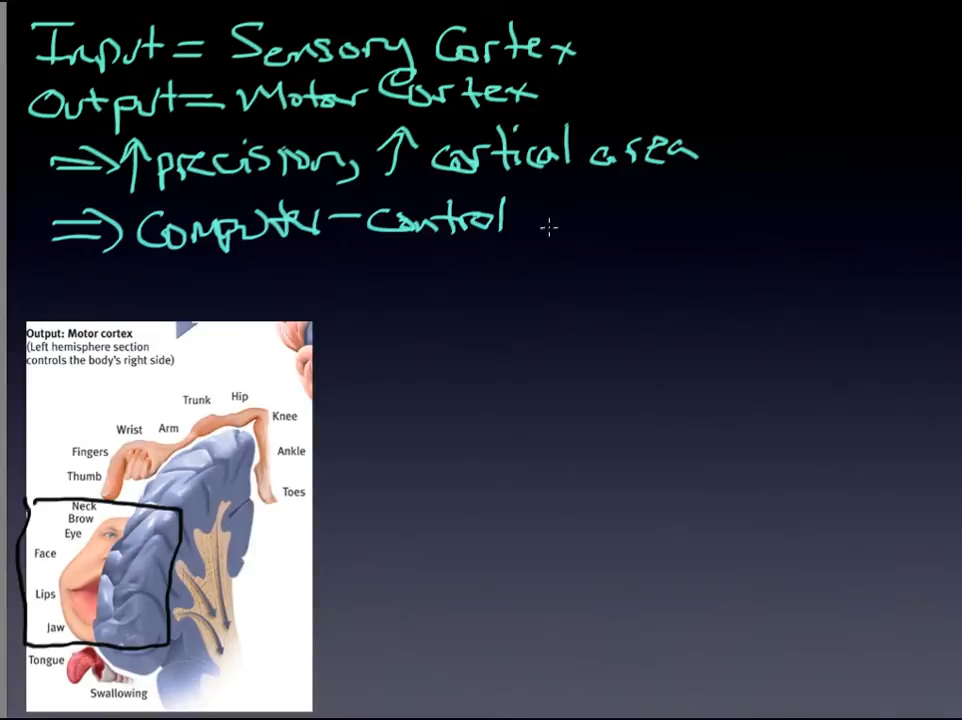 Input = Sensory Cortex
Output = Motor Cortex
⇒ ↑ precision, ↑ cortical area
⇒ Computer-control
Output: Motor cortex
(Left hemisphere section
controls the body's right side)
Hip
Trunk
Knee
Wrist Arm
Fingers
Ankle
Thumb
Toes
Neck
Brow
Eye
Face
Lips
Jaw
Tongue
Swallowing